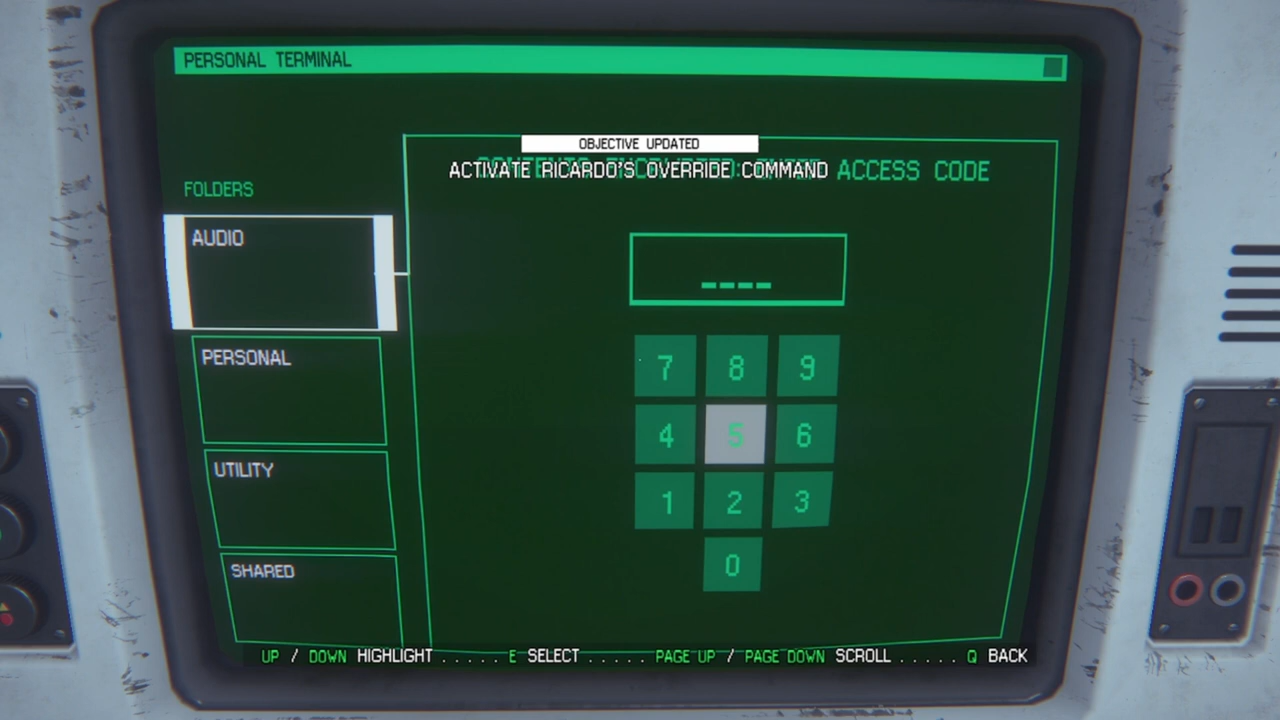 PERSONAL TERMINAL
OBJECTIVE UPDATED
ACTIVATE RICARDO'S OVERRIDE COMMAND
ACCESS CODE
FOLDERS
AUDIO
PERSONAL
UTILITY
SHARED
7 8 9
4 5 6
1 2 3
0
UP / DOWN HIGHLIGHT ..... E SELECT ..... PAGE UP / PAGE DOWN SCROLL ..... Q BACK